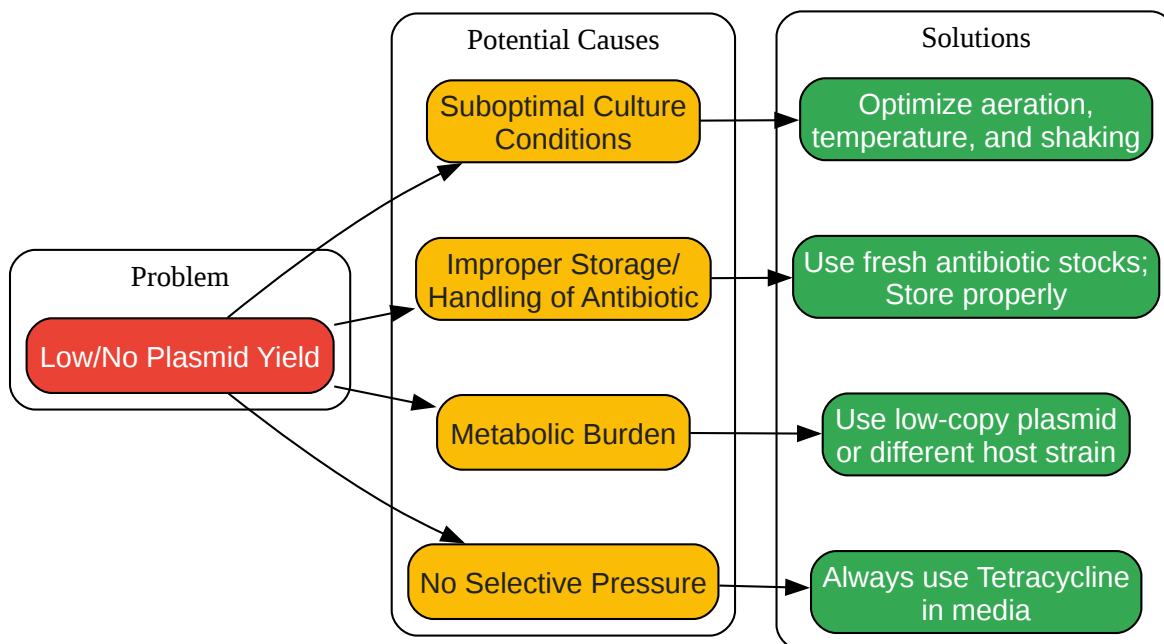 Problem
Low/No Plasmid Yield
Potential Causes
Suboptimal Culture
Conditions
Improper Storage/
Handling of Antibiotic
Metabolic Burden
No Selective Pressure
Solutions
Optimize aeration,
temperature, and shaking
Use fresh antibiotic stocks;
Store properly
Use low-copy plasmid
or different host strain
Always use Tetracycline
in media